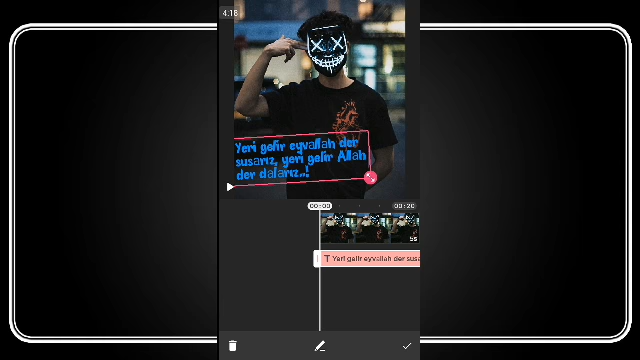 4:18
Yeri gelir eyvallah der
susarız, yeri gelir Allah
der dalarız..!
00:00
00:20
5s
T Yeri gelir eyvallah der susa